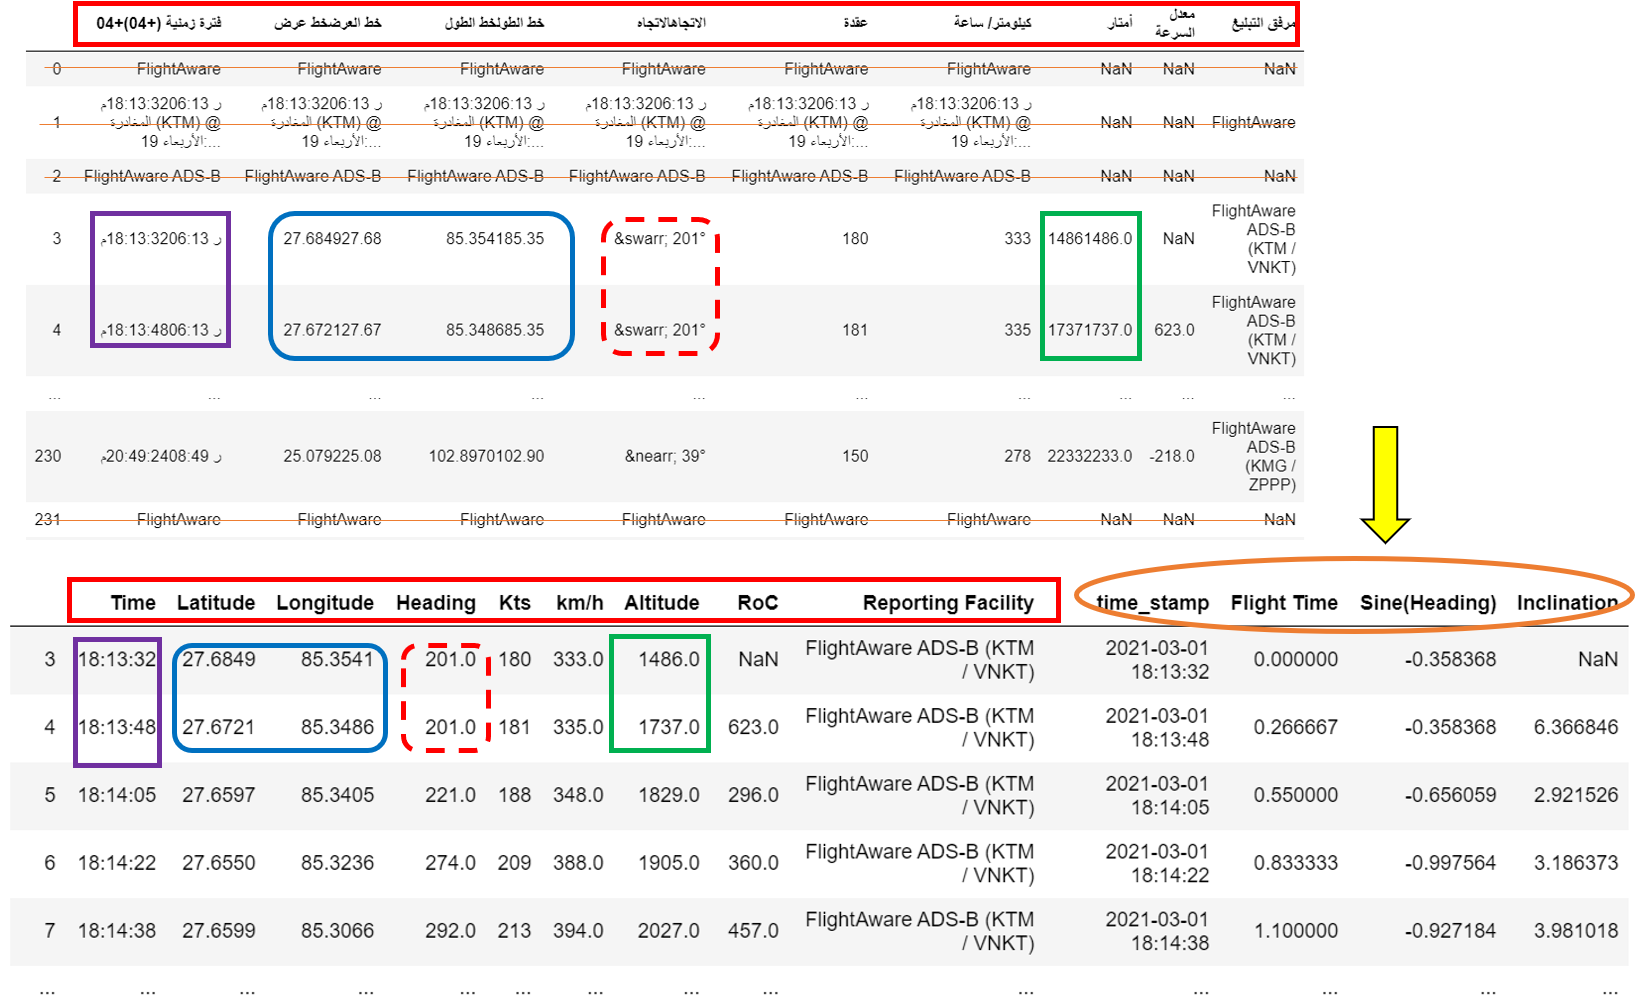 فترة زمنية (+04)+04 خط العرضخط عرض خط الطولخط الطول الاتجاهالاتجاه عقدة كيلومتر/ ساعة أمتار معدل السرعة مرفق التبليغ
0 FlightAware FlightAware FlightAware FlightAware FlightAware FlightAware NaN NaN NaN
ر 18:13:3206:13م ر 18:13:3206:13م ر 18:13:3206:13م ر 18:13:3206:13م ر 18:13:3206:13م ر 18:13:3206:13م
1 المغادرة (KTM) @ المغادرة (KTM) @ المغادرة (KTM) @ المغادرة (KTM) @ المغادرة (KTM) @ المغادرة (KTM) @ NaN NaN FlightAware
الأربعاء 19:... الأربعاء 19:... الأربعاء 19:... الأربعاء 19:... الأربعاء 19:... الأربعاء 19:...
2 FlightAware ADS-B FlightAware ADS-B FlightAware ADS-B FlightAware ADS-B FlightAware ADS-B FlightAware ADS-B NaN NaN NaN
3 ر 18:13:3206:13م 27.684927.68 85.354185.35 &swarr; 201° 180 333 14861486.0 NaN FlightAware ADS-B (KTM / VNKT)
4 ر 18:13:4806:13م 27.672127.67 85.348685.35 &swarr; 201° 181 335 17371737.0 623.0 FlightAware ADS-B (KTM / VNKT)
... ... ... ... ... ... ... ... ... ...
230 ر 20:49:2408:49م 25.079225.08 102.8970102.90 &nearr; 39° 150 278 22332233.0 -218.0 FlightAware ADS-B (KMG / ZPPP)
231 FlightAware FlightAware FlightAware FlightAware FlightAware FlightAware NaN NaN NaN
Time Latitude Longitude Heading Kts km/h Altitude RoC Reporting Facility time_stamp Flight Time Sine(Heading) Inclination
3 18:13:32 27.6849 85.3541 201.0 180 333.0 1486.0 NaN FlightAware ADS-B (KTM / VNKT) 2021-03-01 18:13:32 0.000000 -0.358368 NaN
4 18:13:48 27.6721 85.3486 201.0 181 335.0 1737.0 623.0 FlightAware ADS-B (KTM / VNKT) 2021-03-01 18:13:48 0.266667 -0.358368 6.366846
5 18:14:05 27.6597 85.3405 221.0 188 348.0 1829.0 296.0 FlightAware ADS-B (KTM / VNKT) 2021-03-01 18:14:05 0.550000 -0.656059 2.921526
6 18:14:22 27.6550 85.3236 274.0 209 388.0 1905.0 360.0 FlightAware ADS-B (KTM / VNKT) 2021-03-01 18:14:22 0.833333 -0.997564 3.186373
7 18:14:38 27.6599 85.3066 292.0 213 394.0 2027.0 457.0 FlightAware ADS-B (KTM / VNKT) 2021-03-01 18:14:38 1.100000 -0.927184 3.981018
... ... ... ... ... ... ... ... ... ... ... ... ... ...